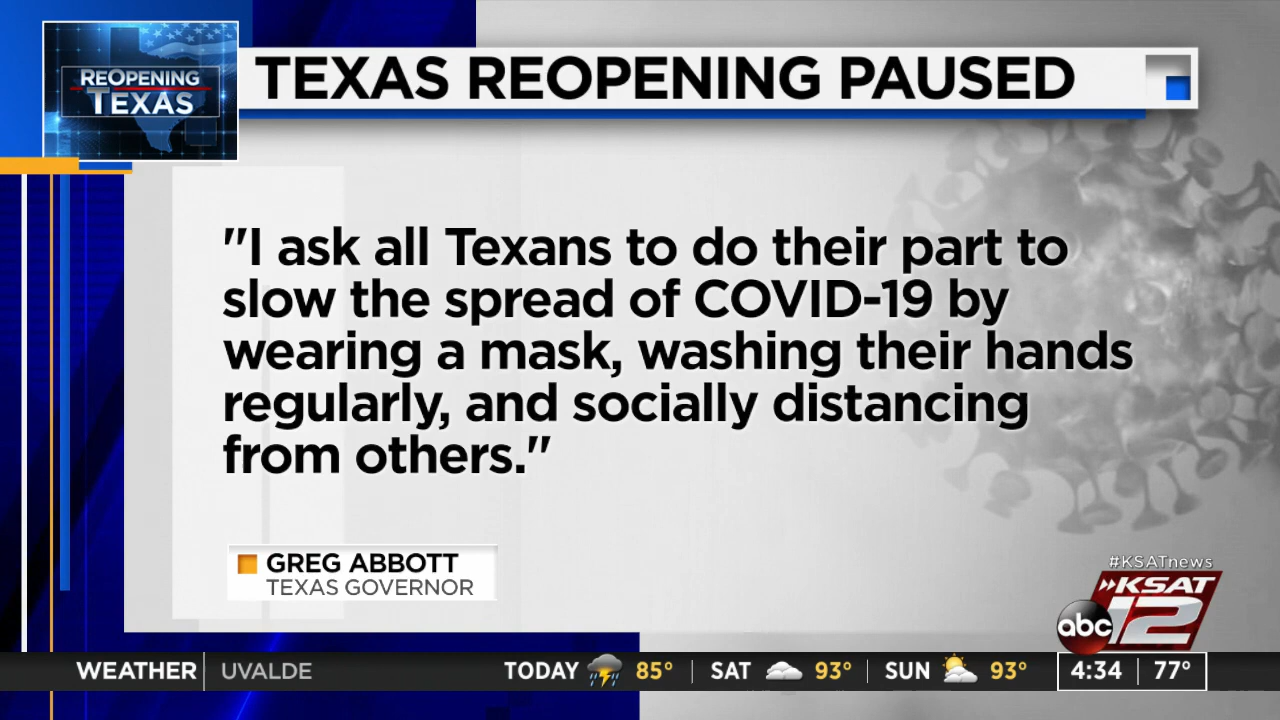 REOPENING
TEXAS
TEXAS REOPENING PAUSED
"I ask all Texans to do their part to
slow the spread of COVID-19 by
wearing a mask, washing their hands
regularly, and socially distancing
from others."
GREG ABBOTT
TEXAS GOVERNOR
#KSATnews
KSAT
abc 12
WEATHER UVALDE TODAY 85° SAT 93° SUN 93° 4:34 77°